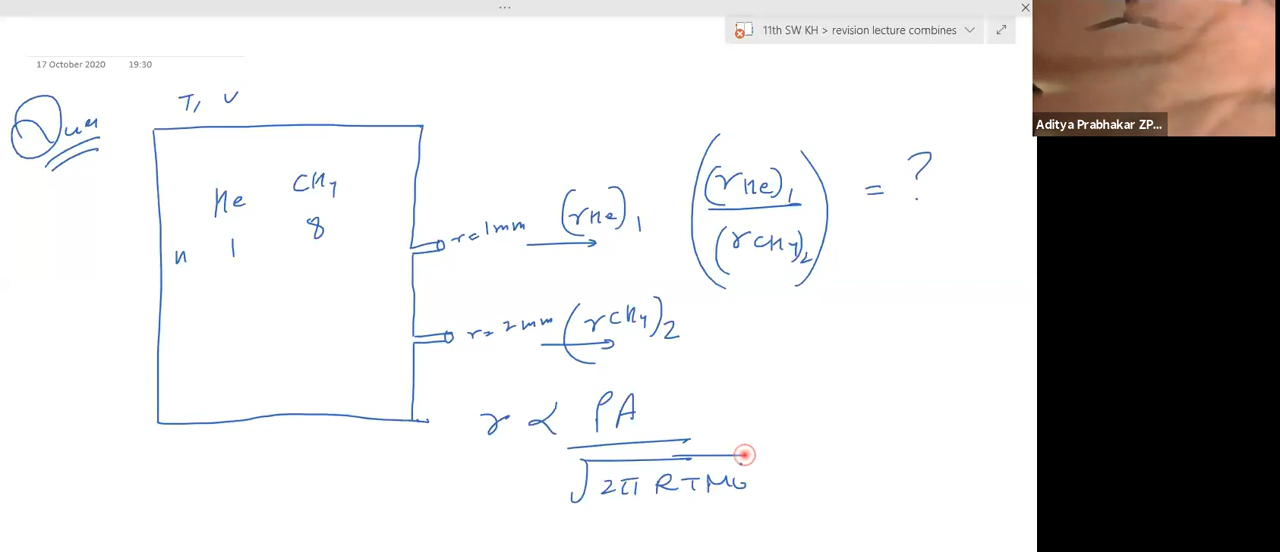 11th SW KH > revision lecture combines
17 October 2020 19:30
Aditya Prabhakar ZP...
Ques
T, V
He CH4
n 1 8
r=1mm (rHe)1
(rHe)1 / (rCH4)2 = ?
r=2mm (rCH4)2
r ∝ PA / √2π RTM0